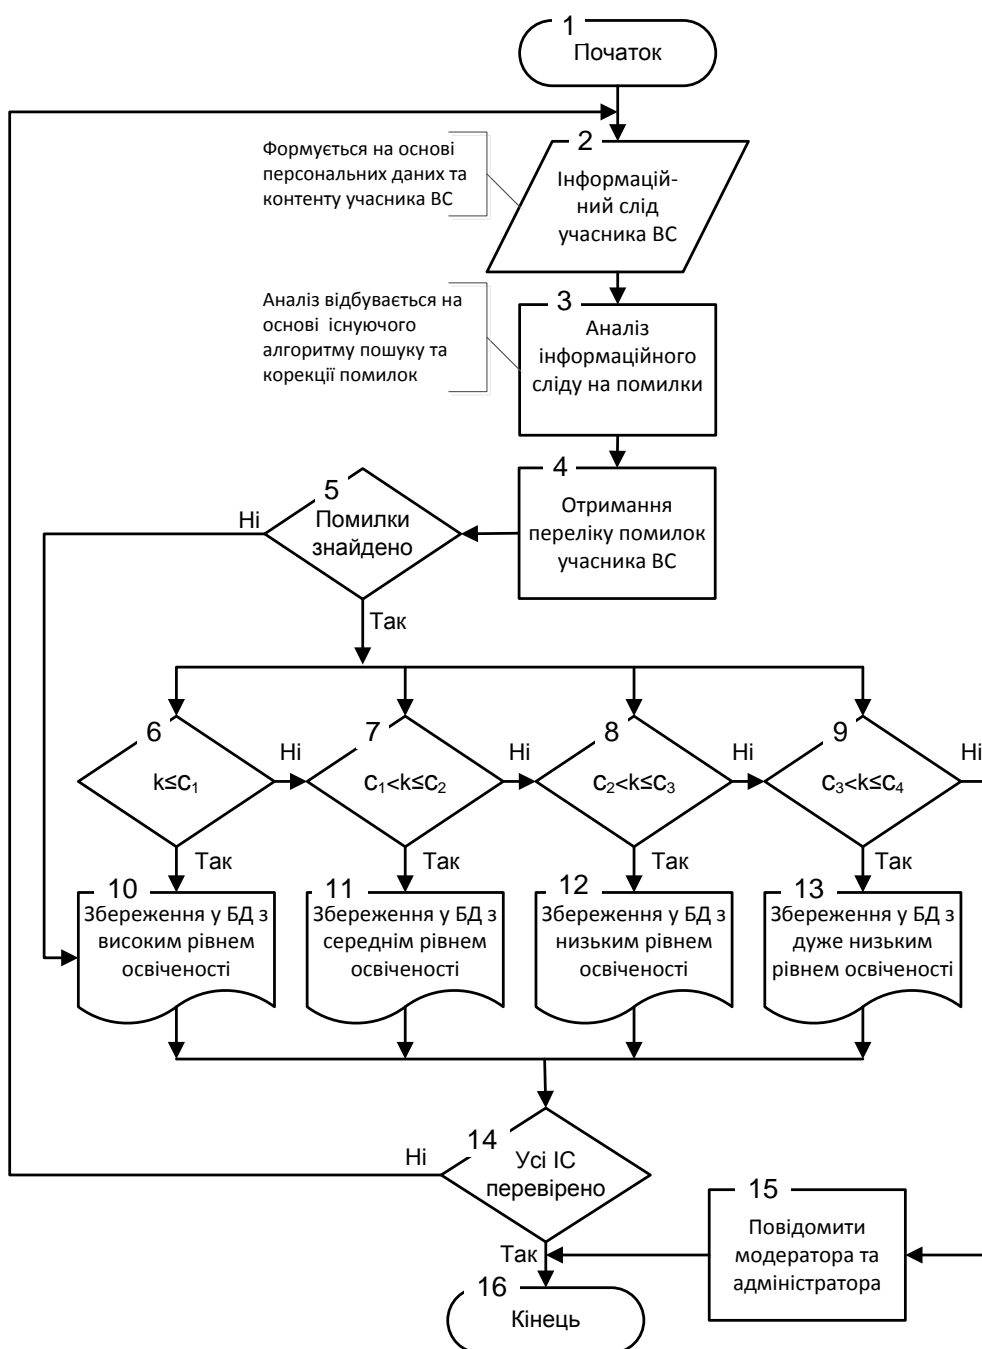 1
Початок
Формується на основі
персональних даних та
контенту учасника ВС
2
Інформацій-
ний слід
учасника ВС
Аналіз відбувається на
основі існуючого
алгоритму пошуку та
корекції помилок
3
Аналіз
інформаційного
сліду на помилки
4
Отримання
переліку помилок
учасника ВС
5
Помилки
знайдено
Ні
Так
6
k≤c₁
Ні
Так
7
c₁<k≤c₂
Ні
Так
8
c₂<k≤c₃
Ні
Так
9
c₃<k≤c₄
Ні
Так
10
Збереження у БД з
високим рівнем
освіченості
11
Збереження у БД з
середнім рівнем
освіченості
12
Збереження у БД з
низьким рівнем
освіченості
13
Збереження у БД з
дуже низьким
рівнем освіченості
14
Усі ІС
перевірено
Ні
Так
15
Повідомити
модератора та
адміністратора
16
Кінець